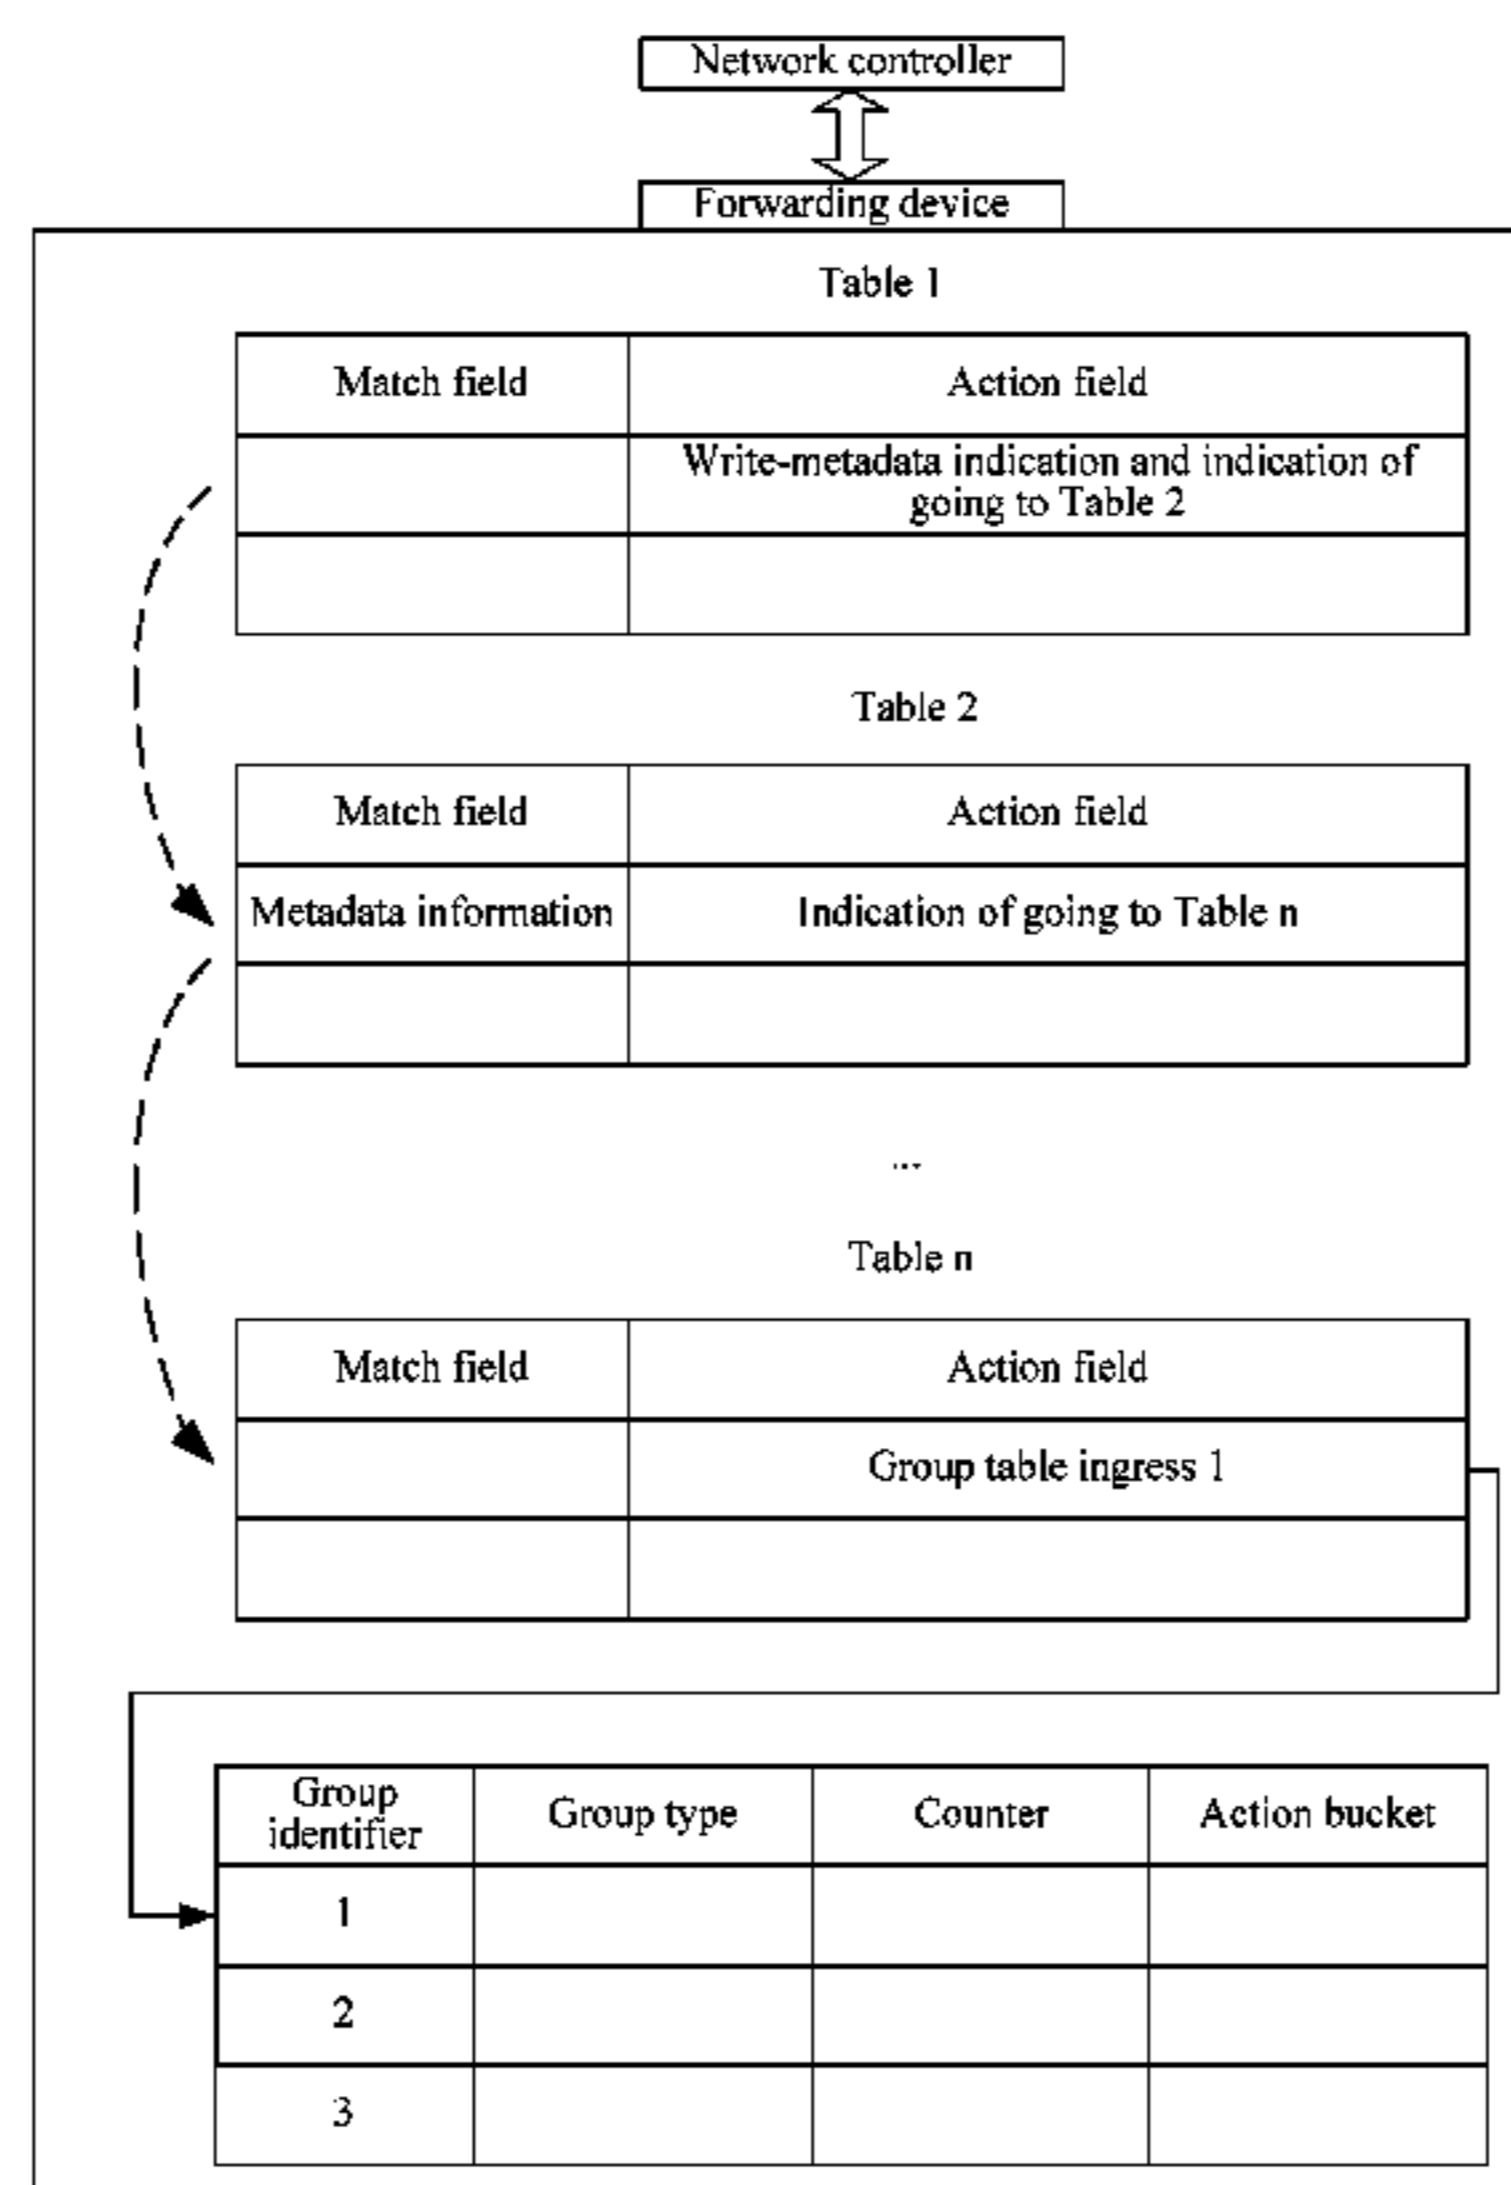 Network controller
Forwarding device
Table 1
Match field
Action field
Write-metadata indication and indication of
going to Table 2
Table 2
Match field
Action field
Metadata information
Indication of going to Table n
...
Table n
Match field
Action field
Group table ingress 1
Group
identifier
Group type
Counter
Action bucket
1
2
3